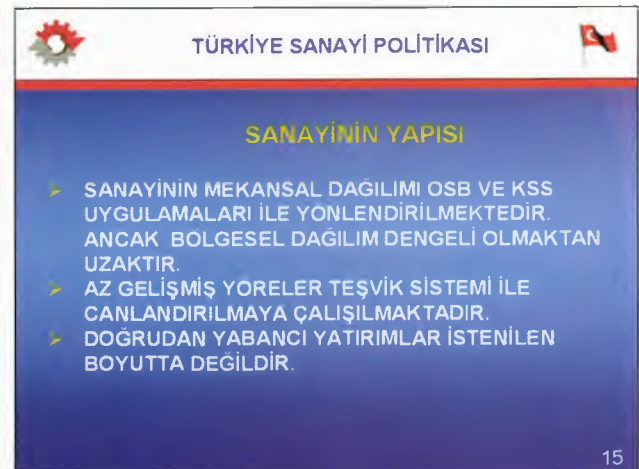 TÜRKİYE SANAYİ POLİTİKASI
SANAYİNİN YAPISI
SANAYİNİN MEKANSAL DAĞILIMI OSB VE KSS
UYGULAMALARI İLE YÖNLENDİRİLMEKTEDİR.
ANCAK BÖLGESEL DAĞILIM DENGELİ OLMAKTAN
UZAKTIR.
AZ GELİŞMİŞ YÖRELER TEŞVİK SİSTEMİ İLE
CANLANDIRILMAYA ÇALIŞILMAKTADIR.
DOĞRUDAN YABANCI YATIRIMLAR İSTENİLEN
BOYUTTA DEĞİLDİR.
15